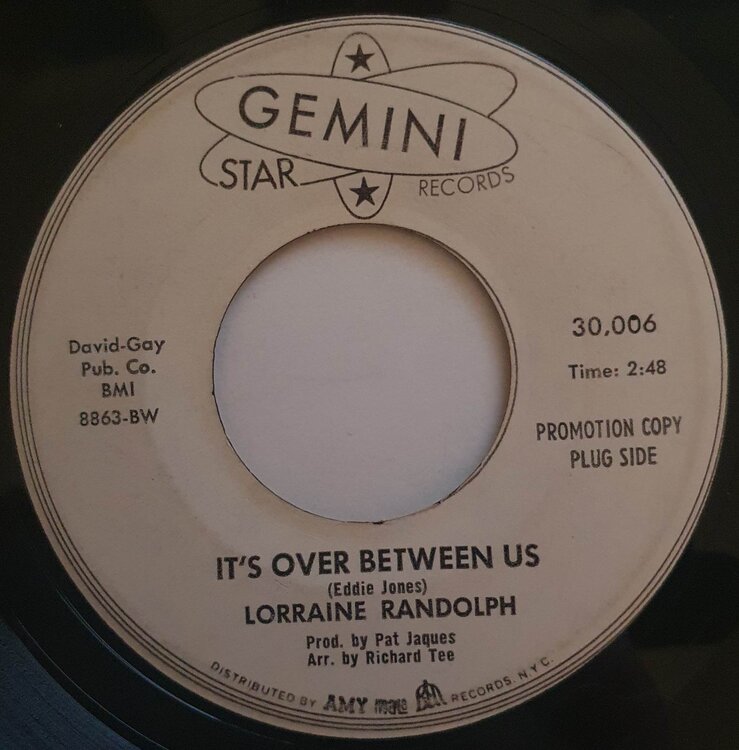 GEMINI
STAR RECORDS
David-Gay
Pub. Co.
BMI
8863-BW
30,006
Time: 2:48
PROMOTION COPY
PLUG SIDE
IT'S OVER BETWEEN US
(Eddie Jones)
LORRAINE RANDOLPH
Prod. by Pat Jaques
Arr. by Richard Tee
DISTRIBUTED BY AMY mala Bell RECORDS. N.Y.C.